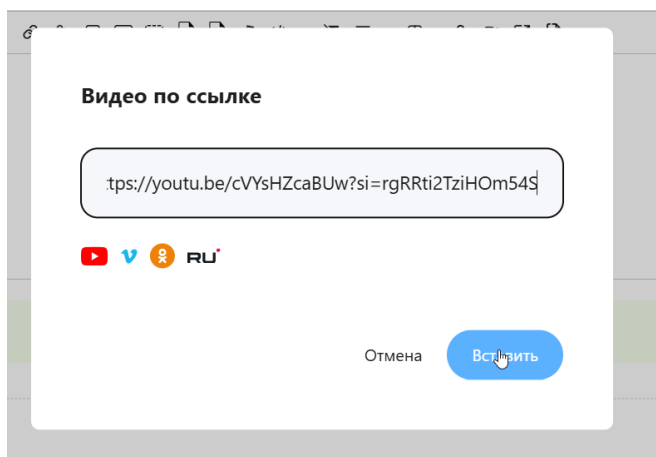 Видео по ссылке
tps://youtu.be/cVYsHZcaBUw?si=rgRRti2TziHOm54S
RU
Отмена
Вставить